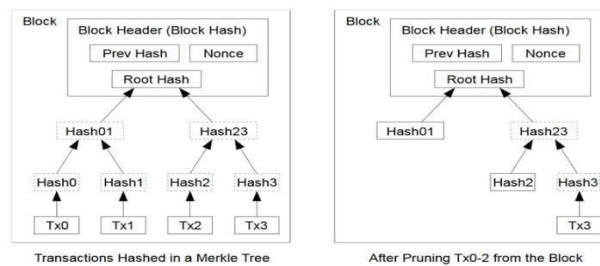 Block
Block Header (Block Hash)
Prev Hash
Nonce
Root Hash
Hash01
Hash23
Hash0
Hash1
Hash2
Hash3
Tx0
Tx1
Tx2
Tx3
Transactions Hashed in a Merkle Tree
Block
Block Header (Block Hash)
Prev Hash
Nonce
Root Hash
Hash01
Hash23
Hash2
Hash3
Tx3
After Pruning Tx0-2 from the Block